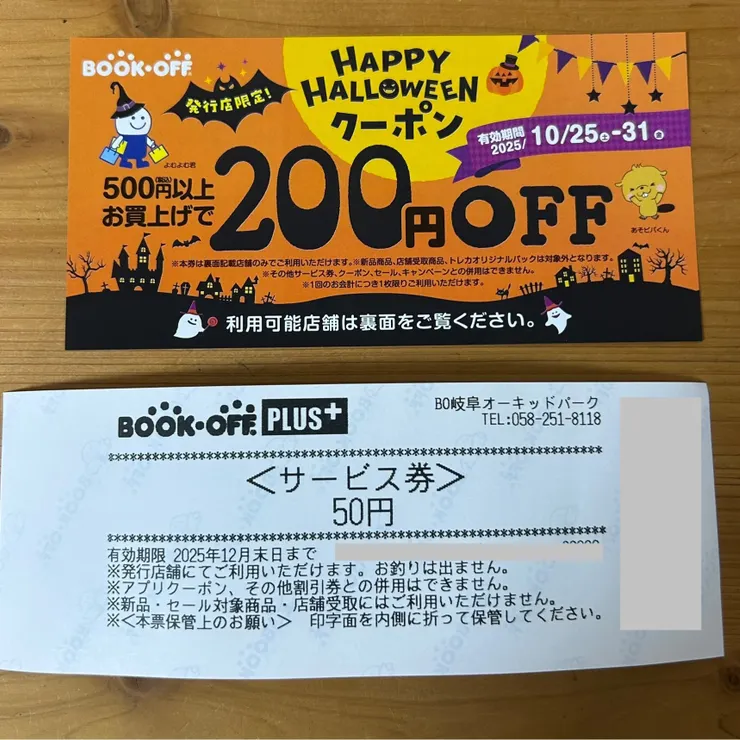 BOOK・OFF
発行店限定!
HAPPY
HALLOWEEN
クーポン
有効期間
2025/ 10/25土-31金
よむよむ君
500円(税込)以上
お買上げで
200円OFF
あそビバくん
※本券は裏面記載店舗のみでご利用いただけます。※新品商品、店舗受取商品、トレカオリジナルパックは対象外となります。
※その他サービス券、クーポン、セール、キャンペーンとの併用はできません。
※1回のお会計につき1枚限りご利用いただけます。
利用可能店舗は裏面をご覧ください。
BOOK・OFF PLUS+
BO岐阜オーキッドパーク
TEL:058-251-8118
************************************************
<サービス券>
50円
************************************************
有効期限 2025年12月末日まで
※発行店舗にてご利用いただけます。お釣りは出ません。
※アプリクーポン、その他割引券との併用はできません。
※新品・セール対象商品・店舗受取にはご利用いただけません。
※<本票保管上のお願い> 印字面を内側に折って保管してください。